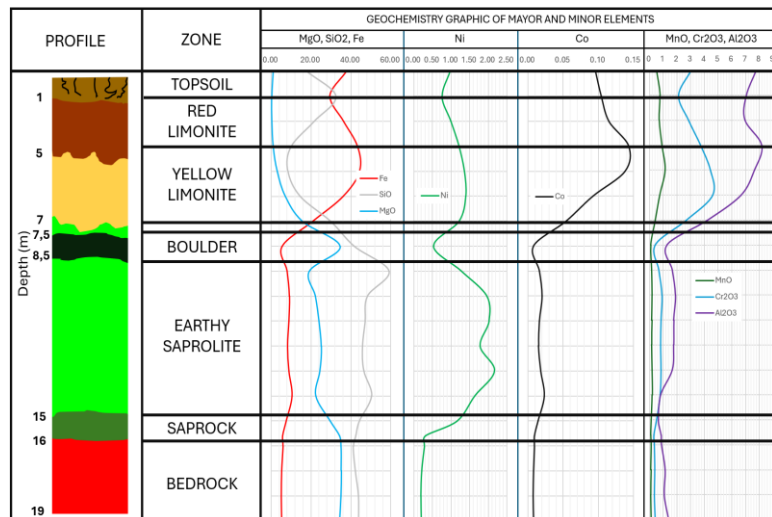 GEOCHEMISTRY GRAPHIC OF MAYOR AND MINOR ELEMENTS
PROFILE
ZONE
MgO, SiO2, Fe
Ni
Co
MnO, Cr2O3, Al2O3
0.00 20.00 40.00 60.00
0.00 0.50 1.00 1.50 2.00 2.50
0.00 0.05 0.10 0.15
0 1 2 3 4 5 6 7 8 9
TOPSOIL
1
RED
LIMONITE
5
YELLOW
LIMONITE
Fe
SiO
MgO
Ni
Co
7
7,5
BOULDER
8,5
Depth (m)
EARTHY
SAPROLITE
MnO
Cr2O3
Al2O3
15
SAPROCK
16
BEDROCK
19